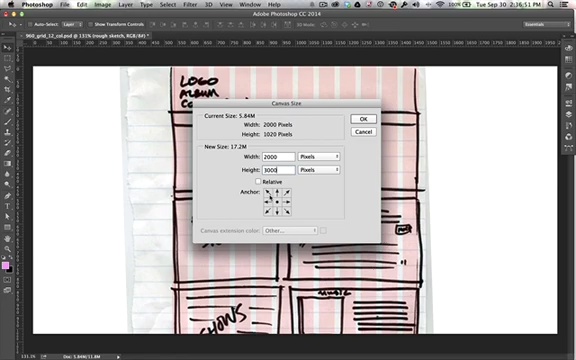 Photoshop File Edit Image Layer Type Select Filter 3D View Window Help
Tue Sep 30 2:36:51 PM
Adobe Photoshop CC 2014
Auto-Select: Layer Show Transform Controls
3D Mode:
Essentials
960_grid_12_col.psd @ 131% (rough sketch, RGB/8#) *
LOGO
ALBUM
Canvas Size
Current Size: 5.84M
Width: 2000 Pixels
Height: 1020 Pixels
OK
Cancel
New Size: 17.2M
Width: 2000 Pixels
Height: 3000 Pixels
Relative
Anchor:
Canvas extension color: Other...
MUSIC
SHOWS
Doc: 5.84M/11.8M